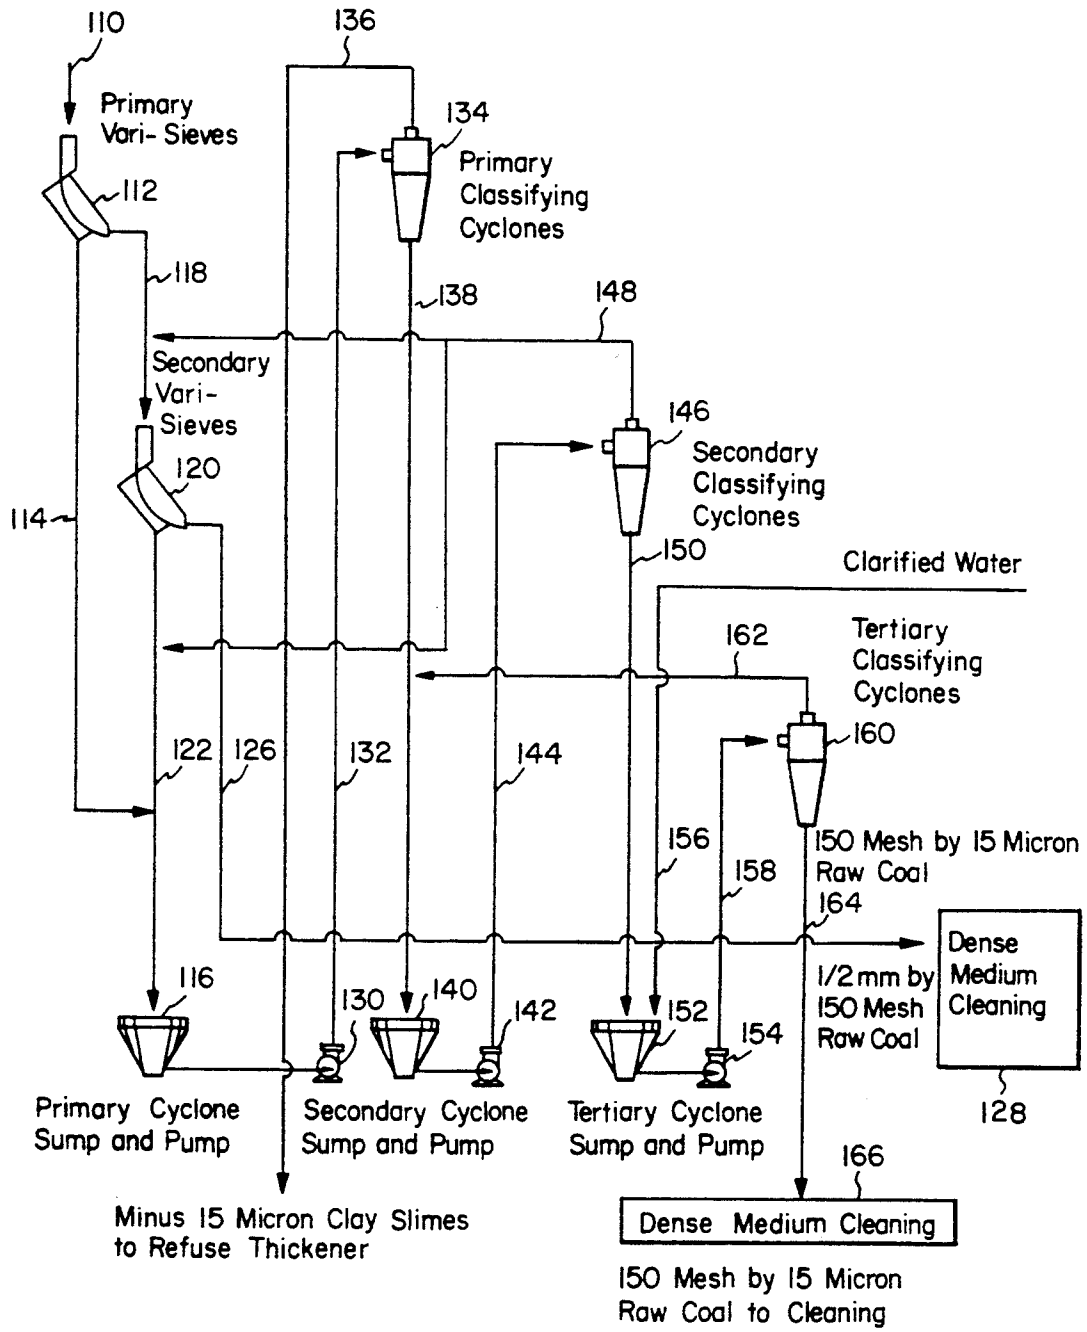 110
136
Primary
Vari-Sieves
134
Primary
Classifying
Cyclones
112
118
138
148
Secondary
Vari-
Sieves
120
114
146
Secondary
Classifying
Cyclones
150
Clarified Water
162
Tertiary
Classifying
Cyclones
160
122
126
132
144
156
158
150 Mesh by 15 Micron
Raw Coal
164
1/2 mm by
150 Mesh
Raw Coal
Dense
Medium
Cleaning
128
116
130
140
142
152
154
Primary Cyclone
Sump and Pump
Secondary Cyclone
Sump and Pump
Tertiary Cyclone
Sump and Pump
166
Minus 15 Micron Clay Slimes
to Refuse Thickener
Dense Medium Cleaning
150 Mesh by 15 Micron
Raw Coal to Cleaning